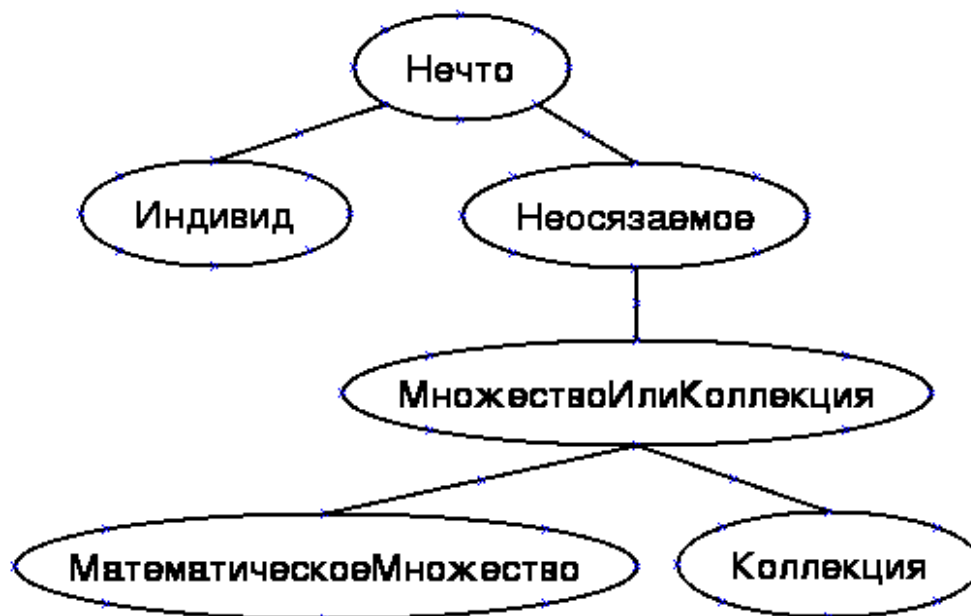 Нечто
Индивид
Неосязаемое
МножествоИлиКоллекция
МатематическоеМножество
Коллекция